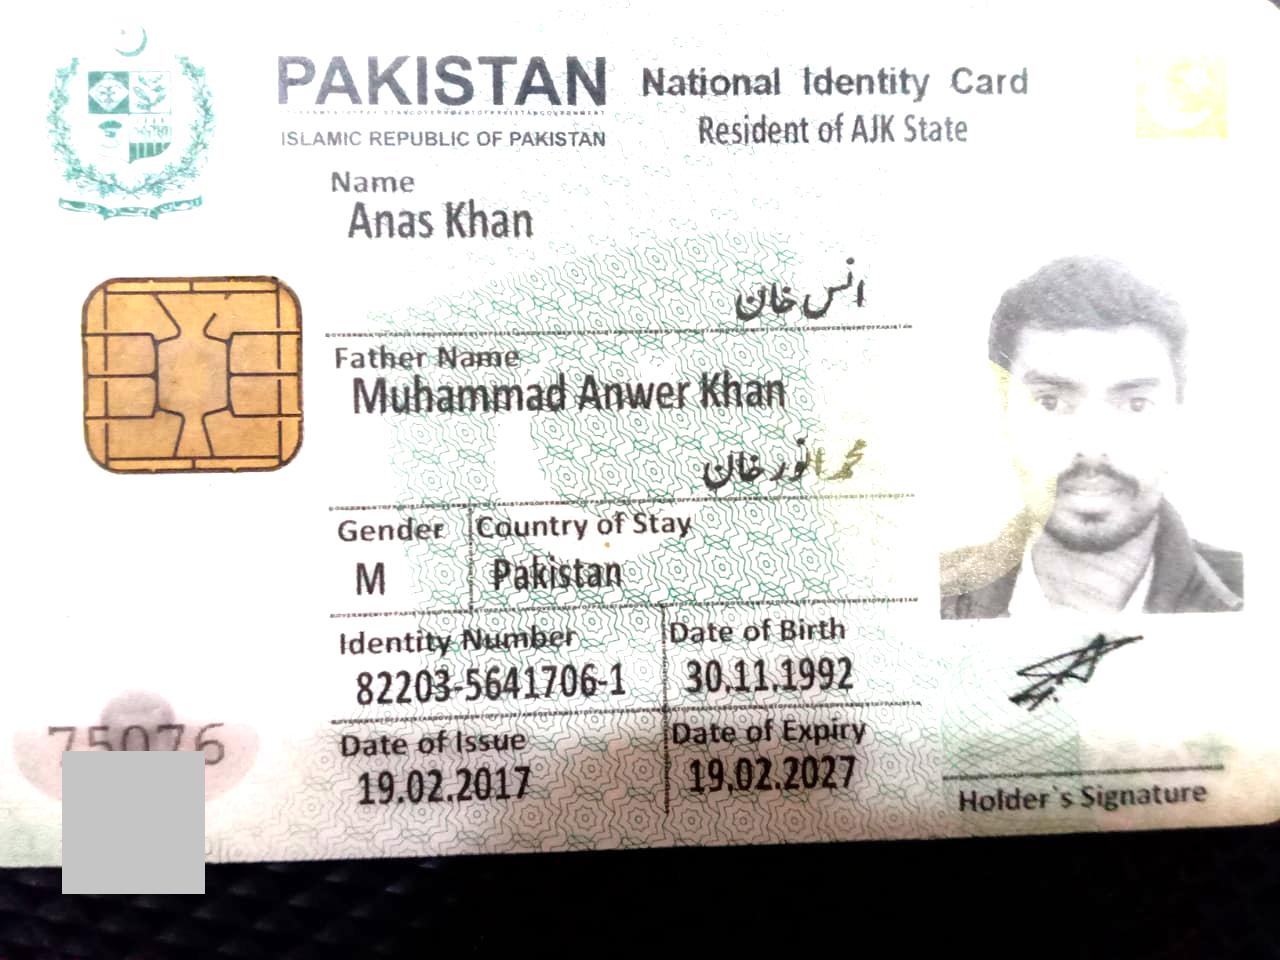 PAKISTAN National Identity Card
ISLAMIC REPUBLIC OF PAKISTAN Resident of AJK State
Name
Anas Khan
انس خان
Father Name
Muhammad Anwer Khan
محمد انور خان
Gender Country of Stay
M Pakistan
Identity Number Date of Birth
82203-5641706-1 30.11.1992
Date of Issue Date of Expiry
19.02.2017 19.02.2027
Holder's Signature